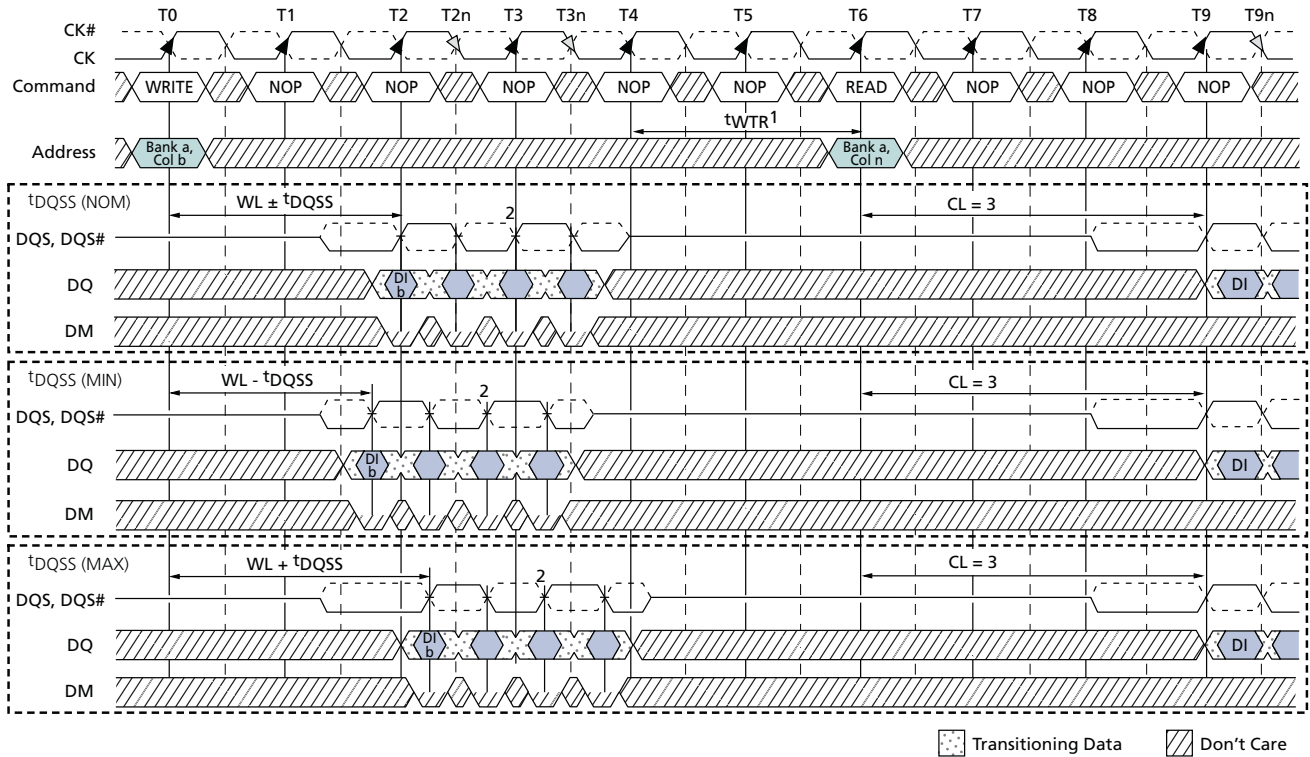 T0 T1 T2 T2n T3 T3n T4 T5 T6 T7 T8 T9 T9n
CK#
CK
Command WRITE NOP NOP NOP NOP NOP READ NOP NOP NOP
tWTR1
Address Bank a, Col b Bank a, Col n
tDQSS (NOM) WL ± tDQSS CL = 3
2
DQS, DQS#
DQ DI b DI
DM
tDQSS (MIN) WL - tDQSS CL = 3
2
DQS, DQS#
DQ DI b DI
DM
tDQSS (MAX) WL + tDQSS CL = 3
2
DQS, DQS#
DQ DI b DI
DM
Transitioning Data Don't Care